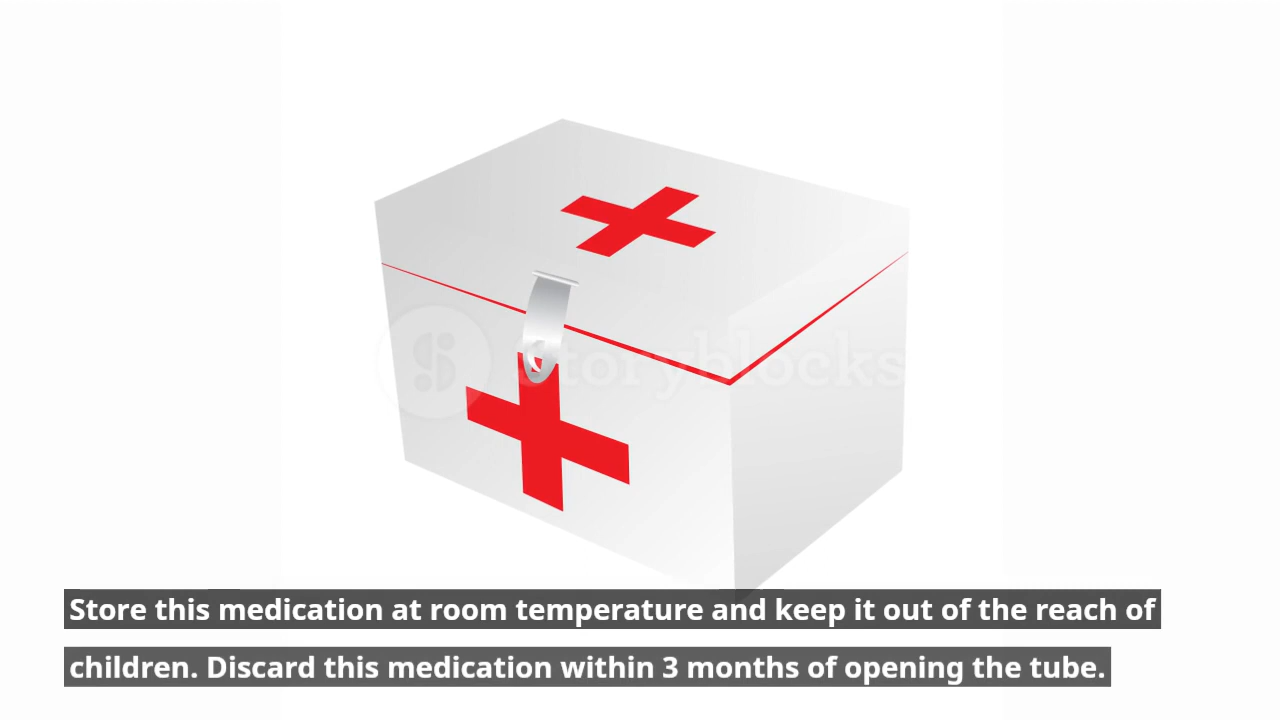 storyblocks
Store this medication at room temperature and keep it out of the reach of
children. Discard this medication within 3 months of opening the tube.